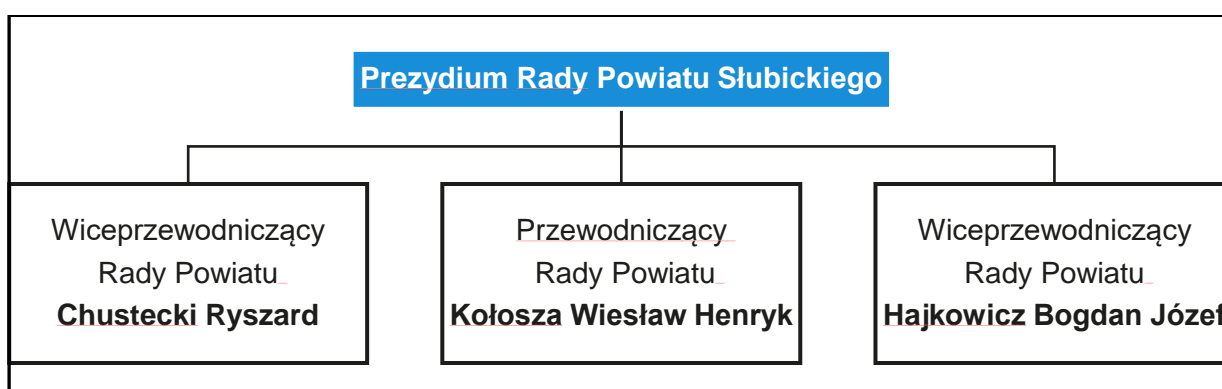 Prezydium Rady Powiatu Słubickiego
Wiceprzewodniczący
Rady Powiatu
Chustecki Ryszard
Przewodniczący
Rady Powiatu
Kołosza Wiesław Henryk
Wiceprzewodniczący
Rady Powiatu
Hajkowicz Bogdan Józef